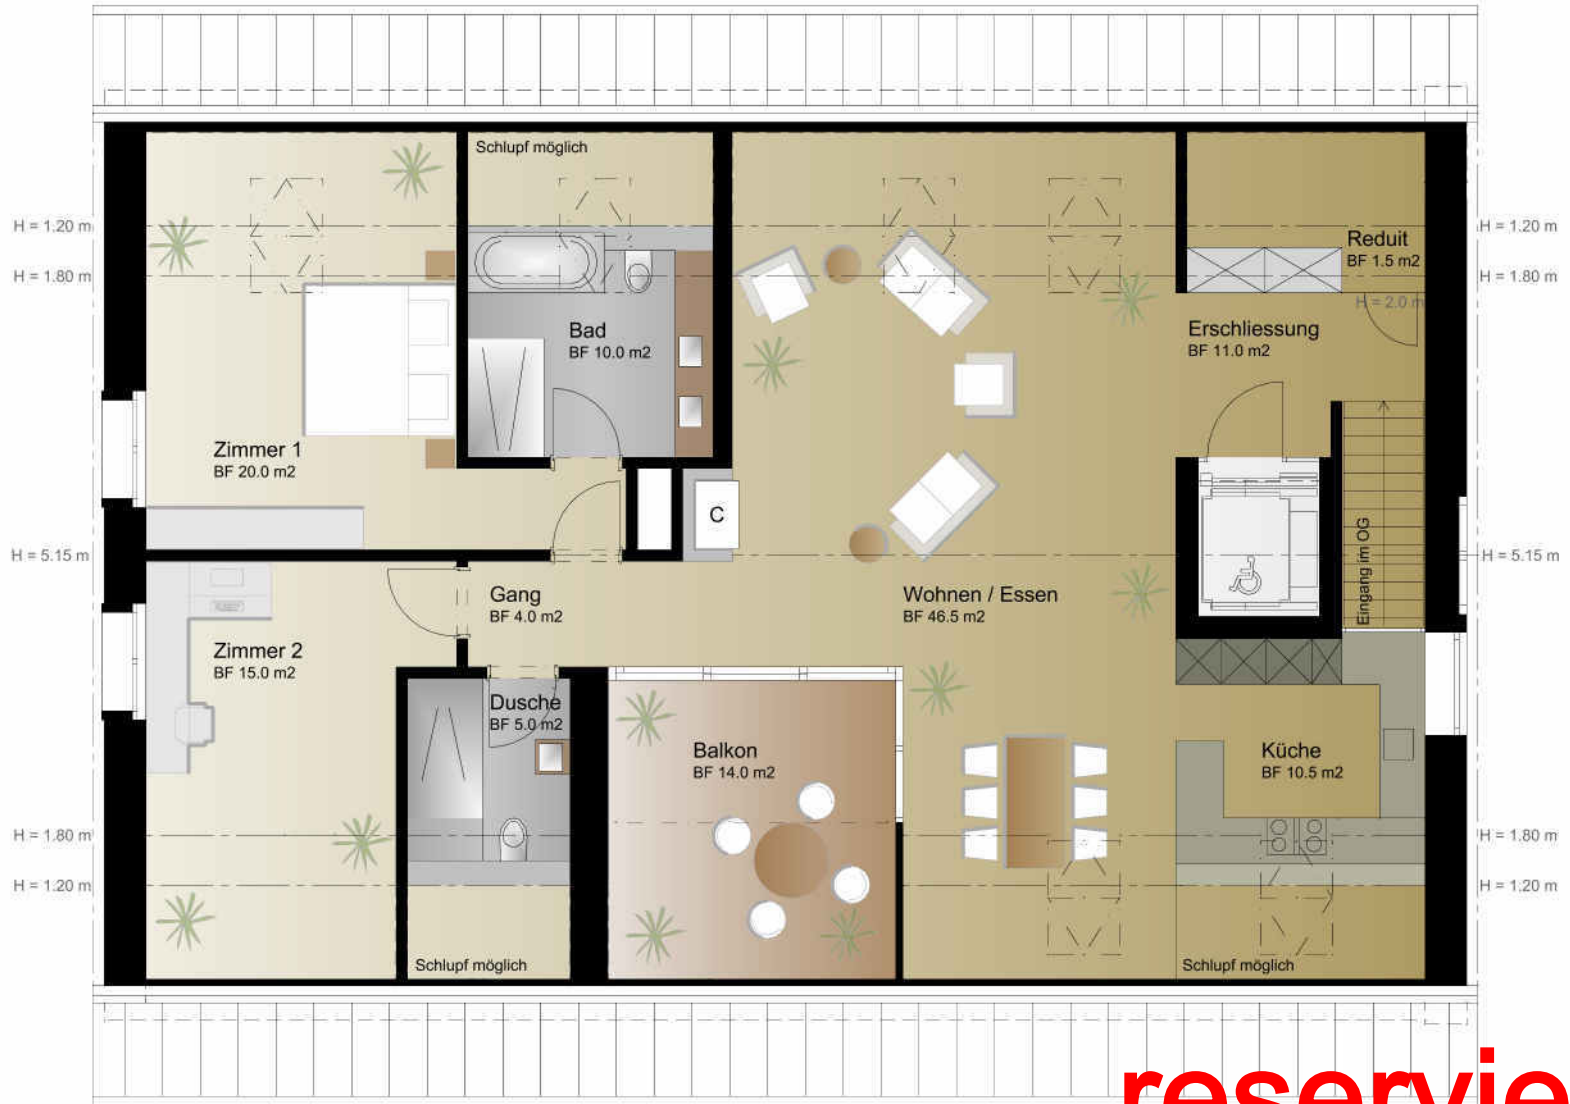 Schlupf möglich
H = 1.20 m
H = 1.20 m
Reduit
BF 1.5 m2
H = 1.80 m
H = 1.80 m
H = 2.0 m
Bad
BF 10.0 m2
Erschliessung
BF 11.0 m2
Zimmer 1
BF 20.0 m2
C
Eingang im OG
H = 5.15 m
H = 5.15 m
Gang
BF 4.0 m2
Wohnen / Essen
BF 46.5 m2
Zimmer 2
BF 15.0 m2
Dusche
BF 5.0 m2
Balkon
BF 14.0 m2
Küche
BF 10.5 m2
H = 1.80 m
H = 1.80 m
H = 1.20 m
H = 1.20 m
Schlupf möglich
Schlupf möglich
reservie